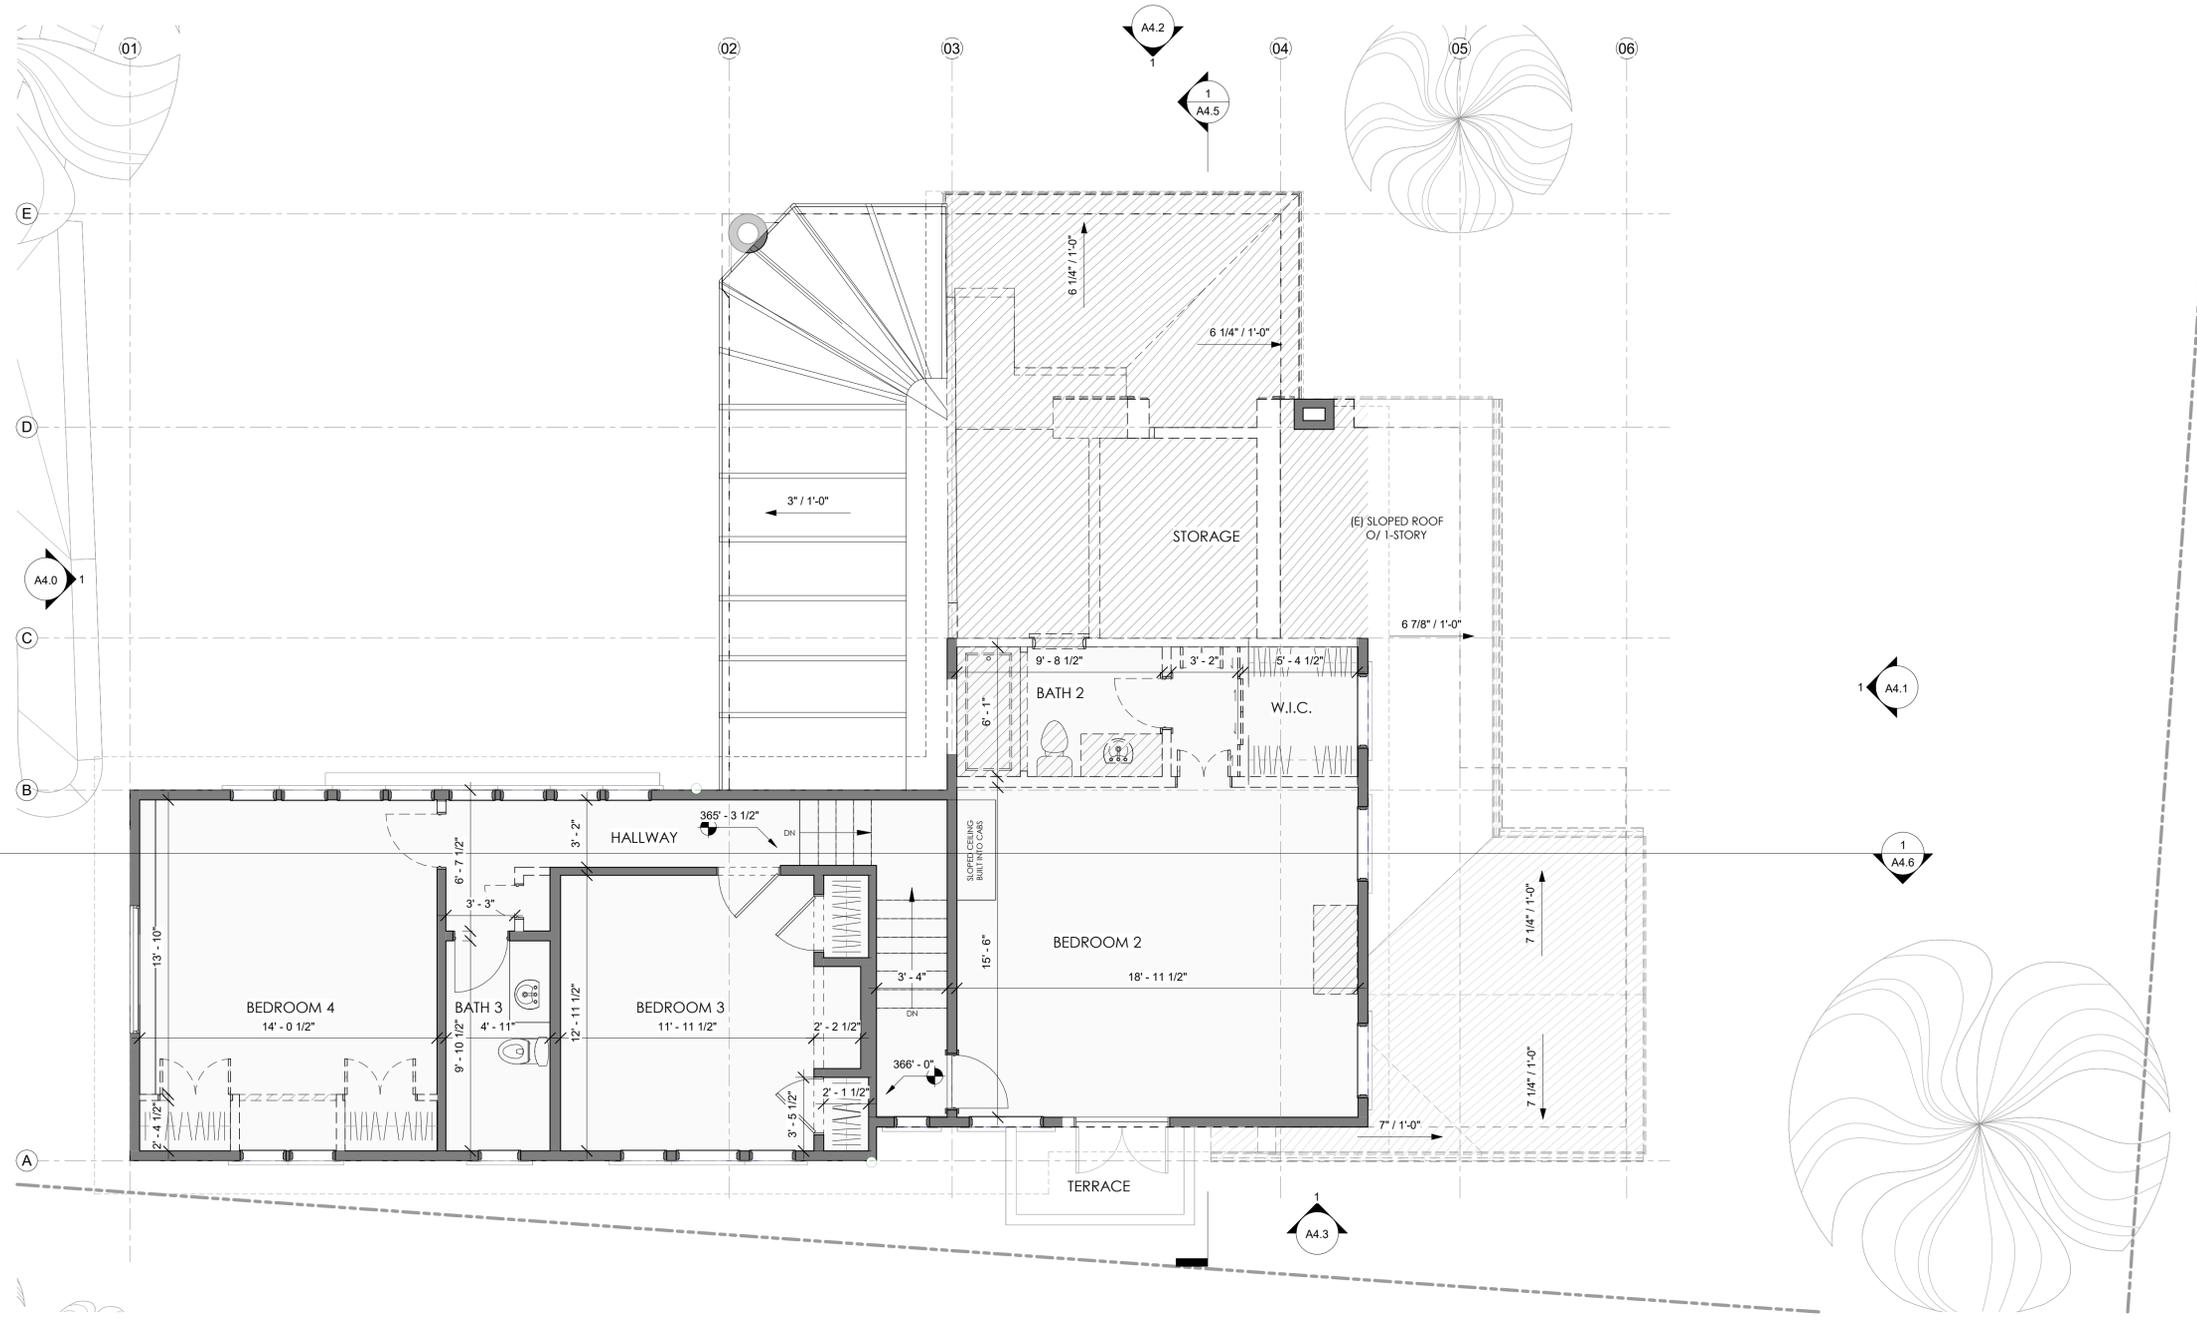 A4.2
1
01
02
03
04
05
06
1
A4.5
E
6 1/4" / 1'-0"
6 1/4" / 1'-0"
D
3" / 1'-0"
STORAGE
(E) SLOPED ROOF
O/ 1-STORY
A4.0
1
C
6 7/8" / 1'-0"
9' - 8 1/2"
3' - 2"
5' - 4 1/2"
BATH 2
6' - 1"
W.I.C.
1
A4.1
B
365' - 3 1/2"
HALLWAY
3' - 2"
DN
SLOPED CEILING
BUILT INTO CABS
6' - 7 1/2"
1
A4.6
3' - 3"
7 1/4" / 1'-0"
13' - 10"
BEDROOM 2
15' - 6"
3' - 4"
18' - 11 1/2"
BEDROOM 4
BATH 3
BEDROOM 3
12' - 11 1/2"
DN
14' - 0 1/2"
4' - 11"
11' - 11 1/2"
2' - 2 1/2"
9' - 10 1/2"
366' - 0"
7 1/4" / 1'-0"
2' - 1 1/2"
2' - 4 1/2"
3' - 5 1/2"
7" / 1'-0"
A
TERRACE
1
A4.3